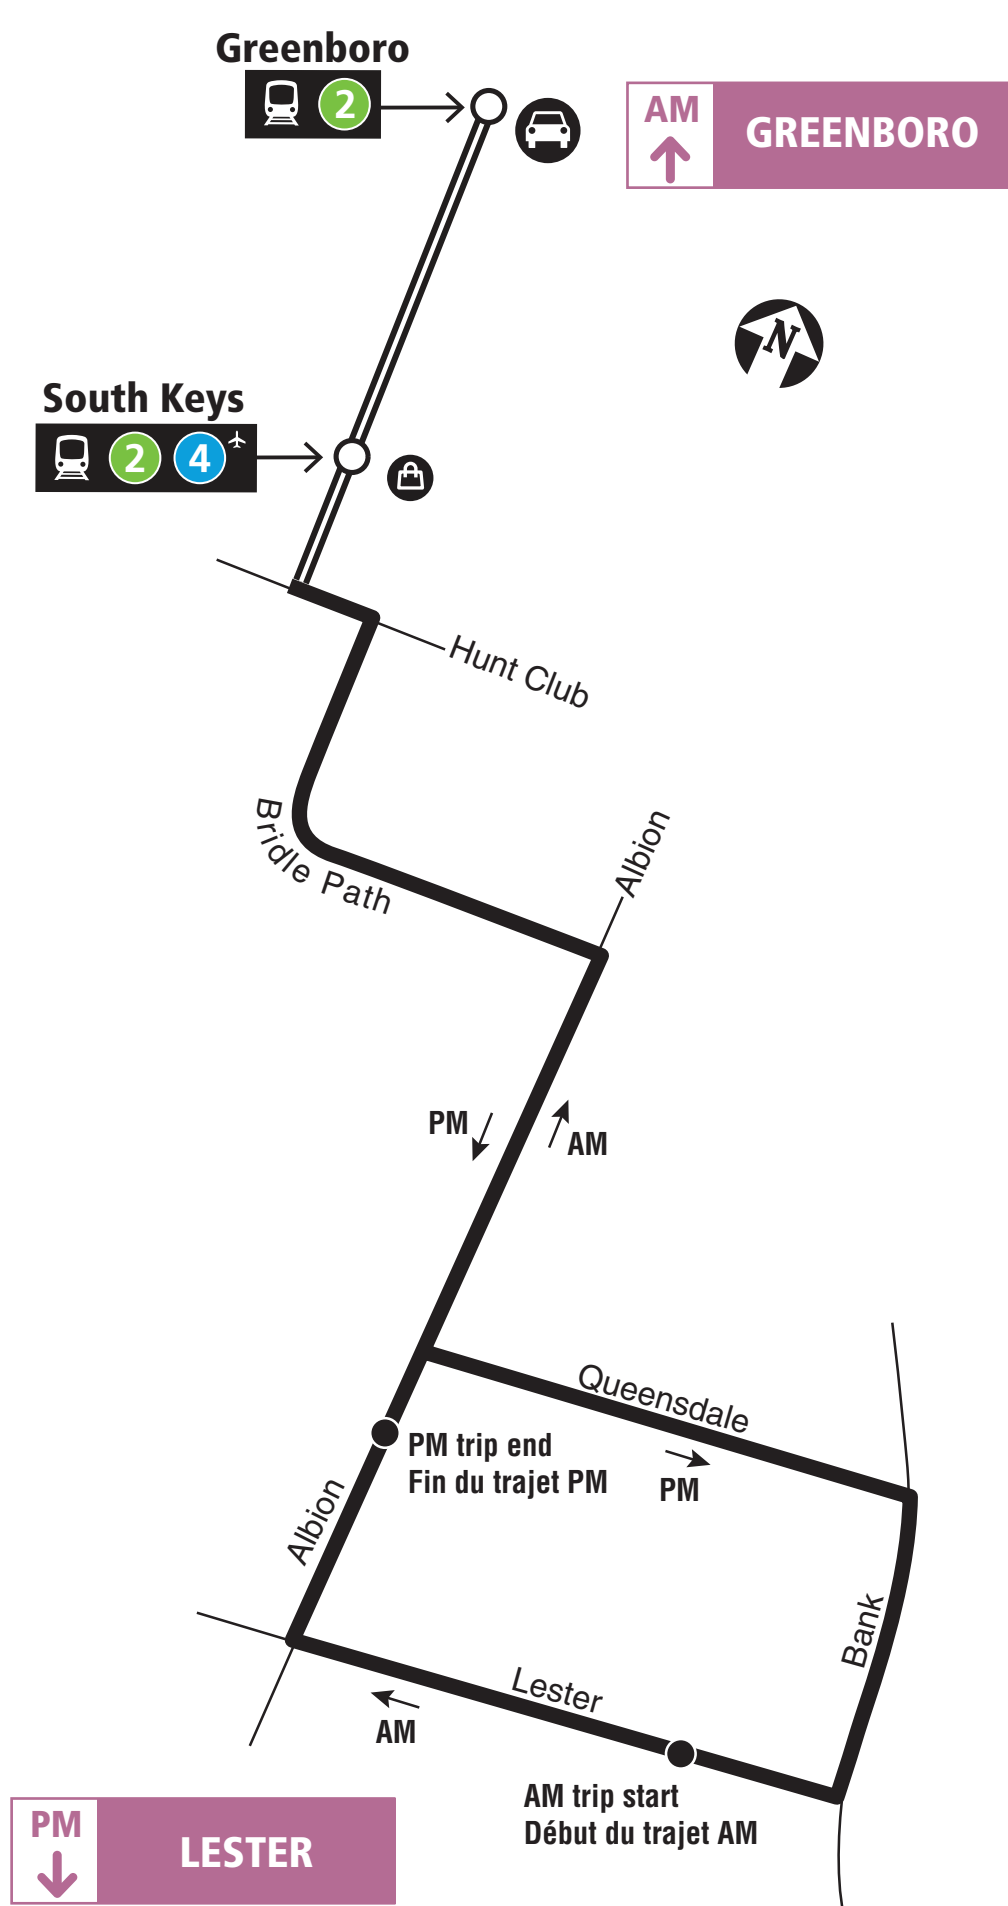 Greenboro
2
AM
GREENBORO
N
South Keys
2 4
Hunt Club
Bridle Path
Albion
PM
AM
Queensdale
PM trip end
Fin du trajet PM
PM
Albion
Bank
Lester
AM
AM trip start
Début du trajet AM
PM
LESTER